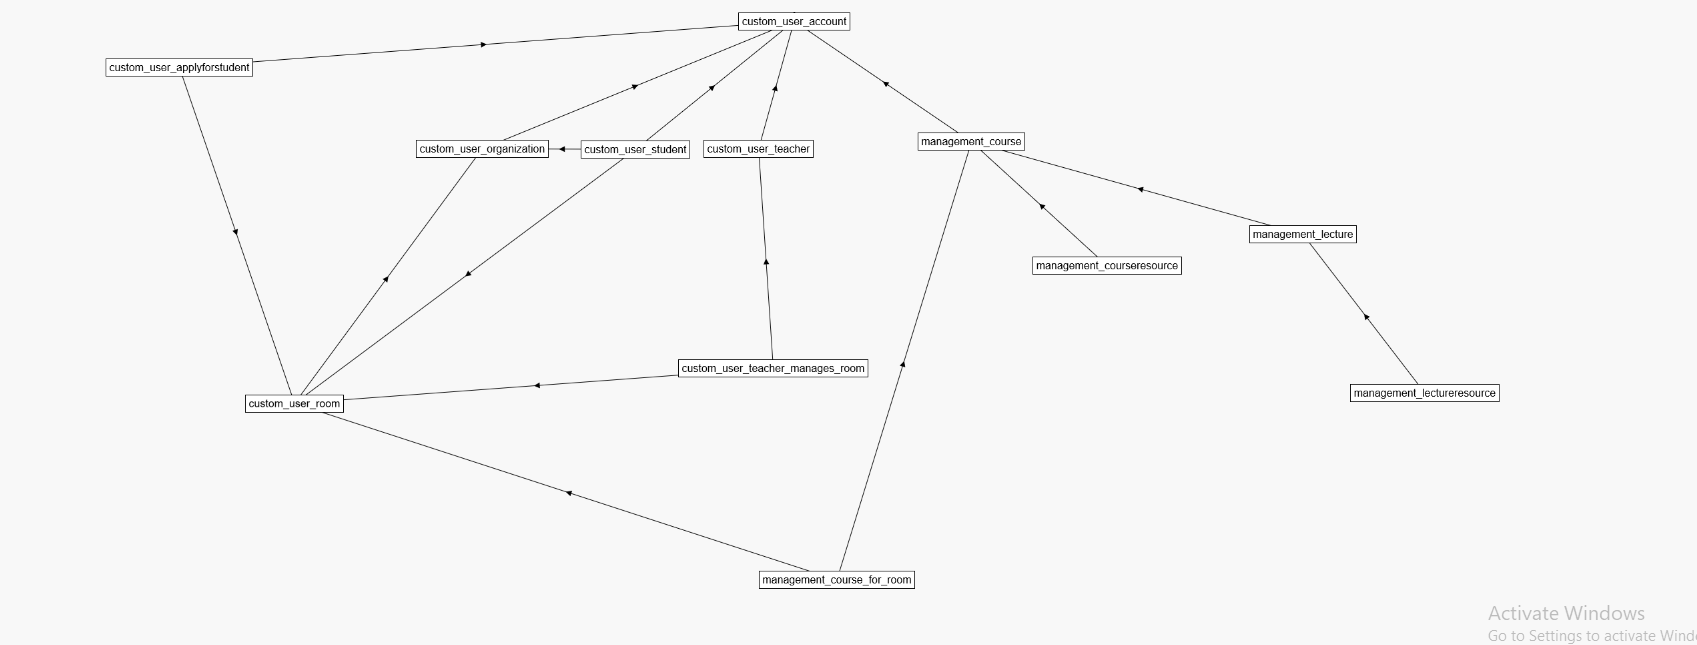 custom_user_account
custom_user_applyforstudent
custom_user_organization
custom_user_student
custom_user_teacher
management_course
management_lecture
management_courseresource
custom_user_teacher_manages_room
management_lectureresource
custom_user_room
management_course_for_room
Activate Windows
Go to Settings to activate Wind